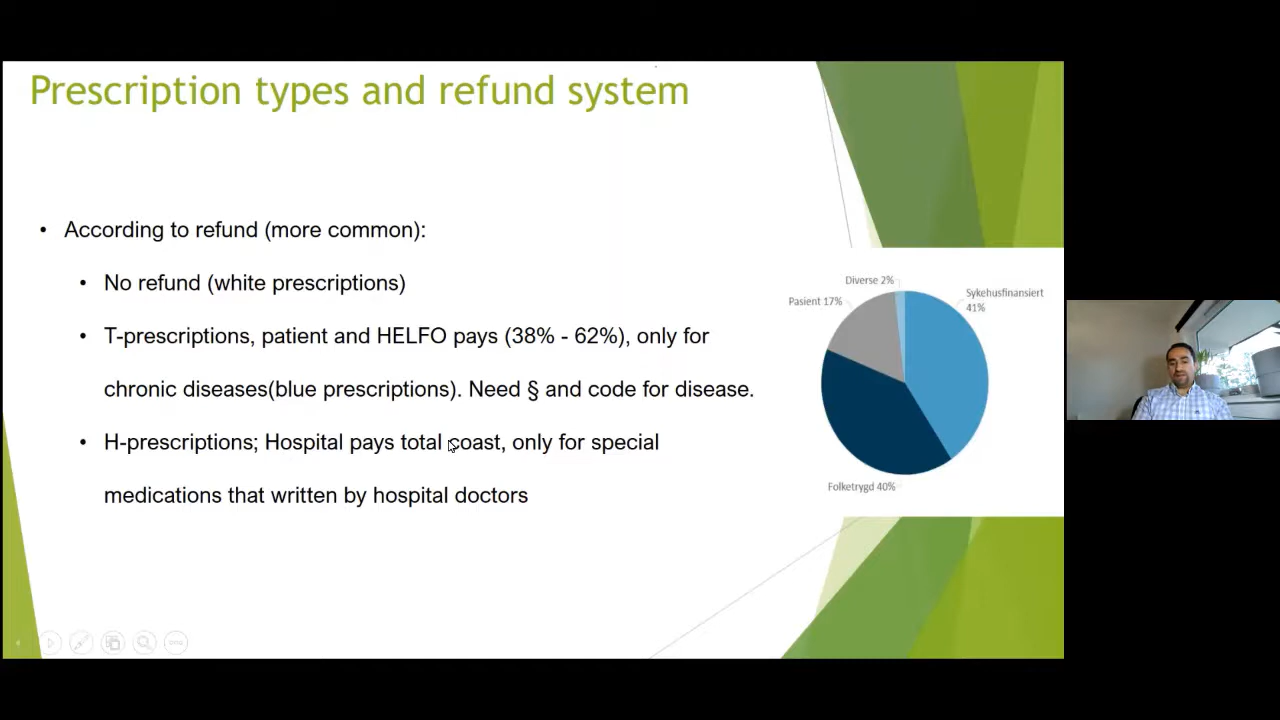 Prescription types and refund system
• According to refund (more common):
• No refund (white prescriptions)
• T-prescriptions, patient and HELFO pays (38% - 62%), only for
chronic diseases(blue prescriptions). Need § and code for disease.
• H-prescriptions; Hospital pays total coast, only for special
medications that written by hospital doctors
Diverse 2%
Pasient 17%
Sykehusfinansiert
41%
Folketrygd 40%